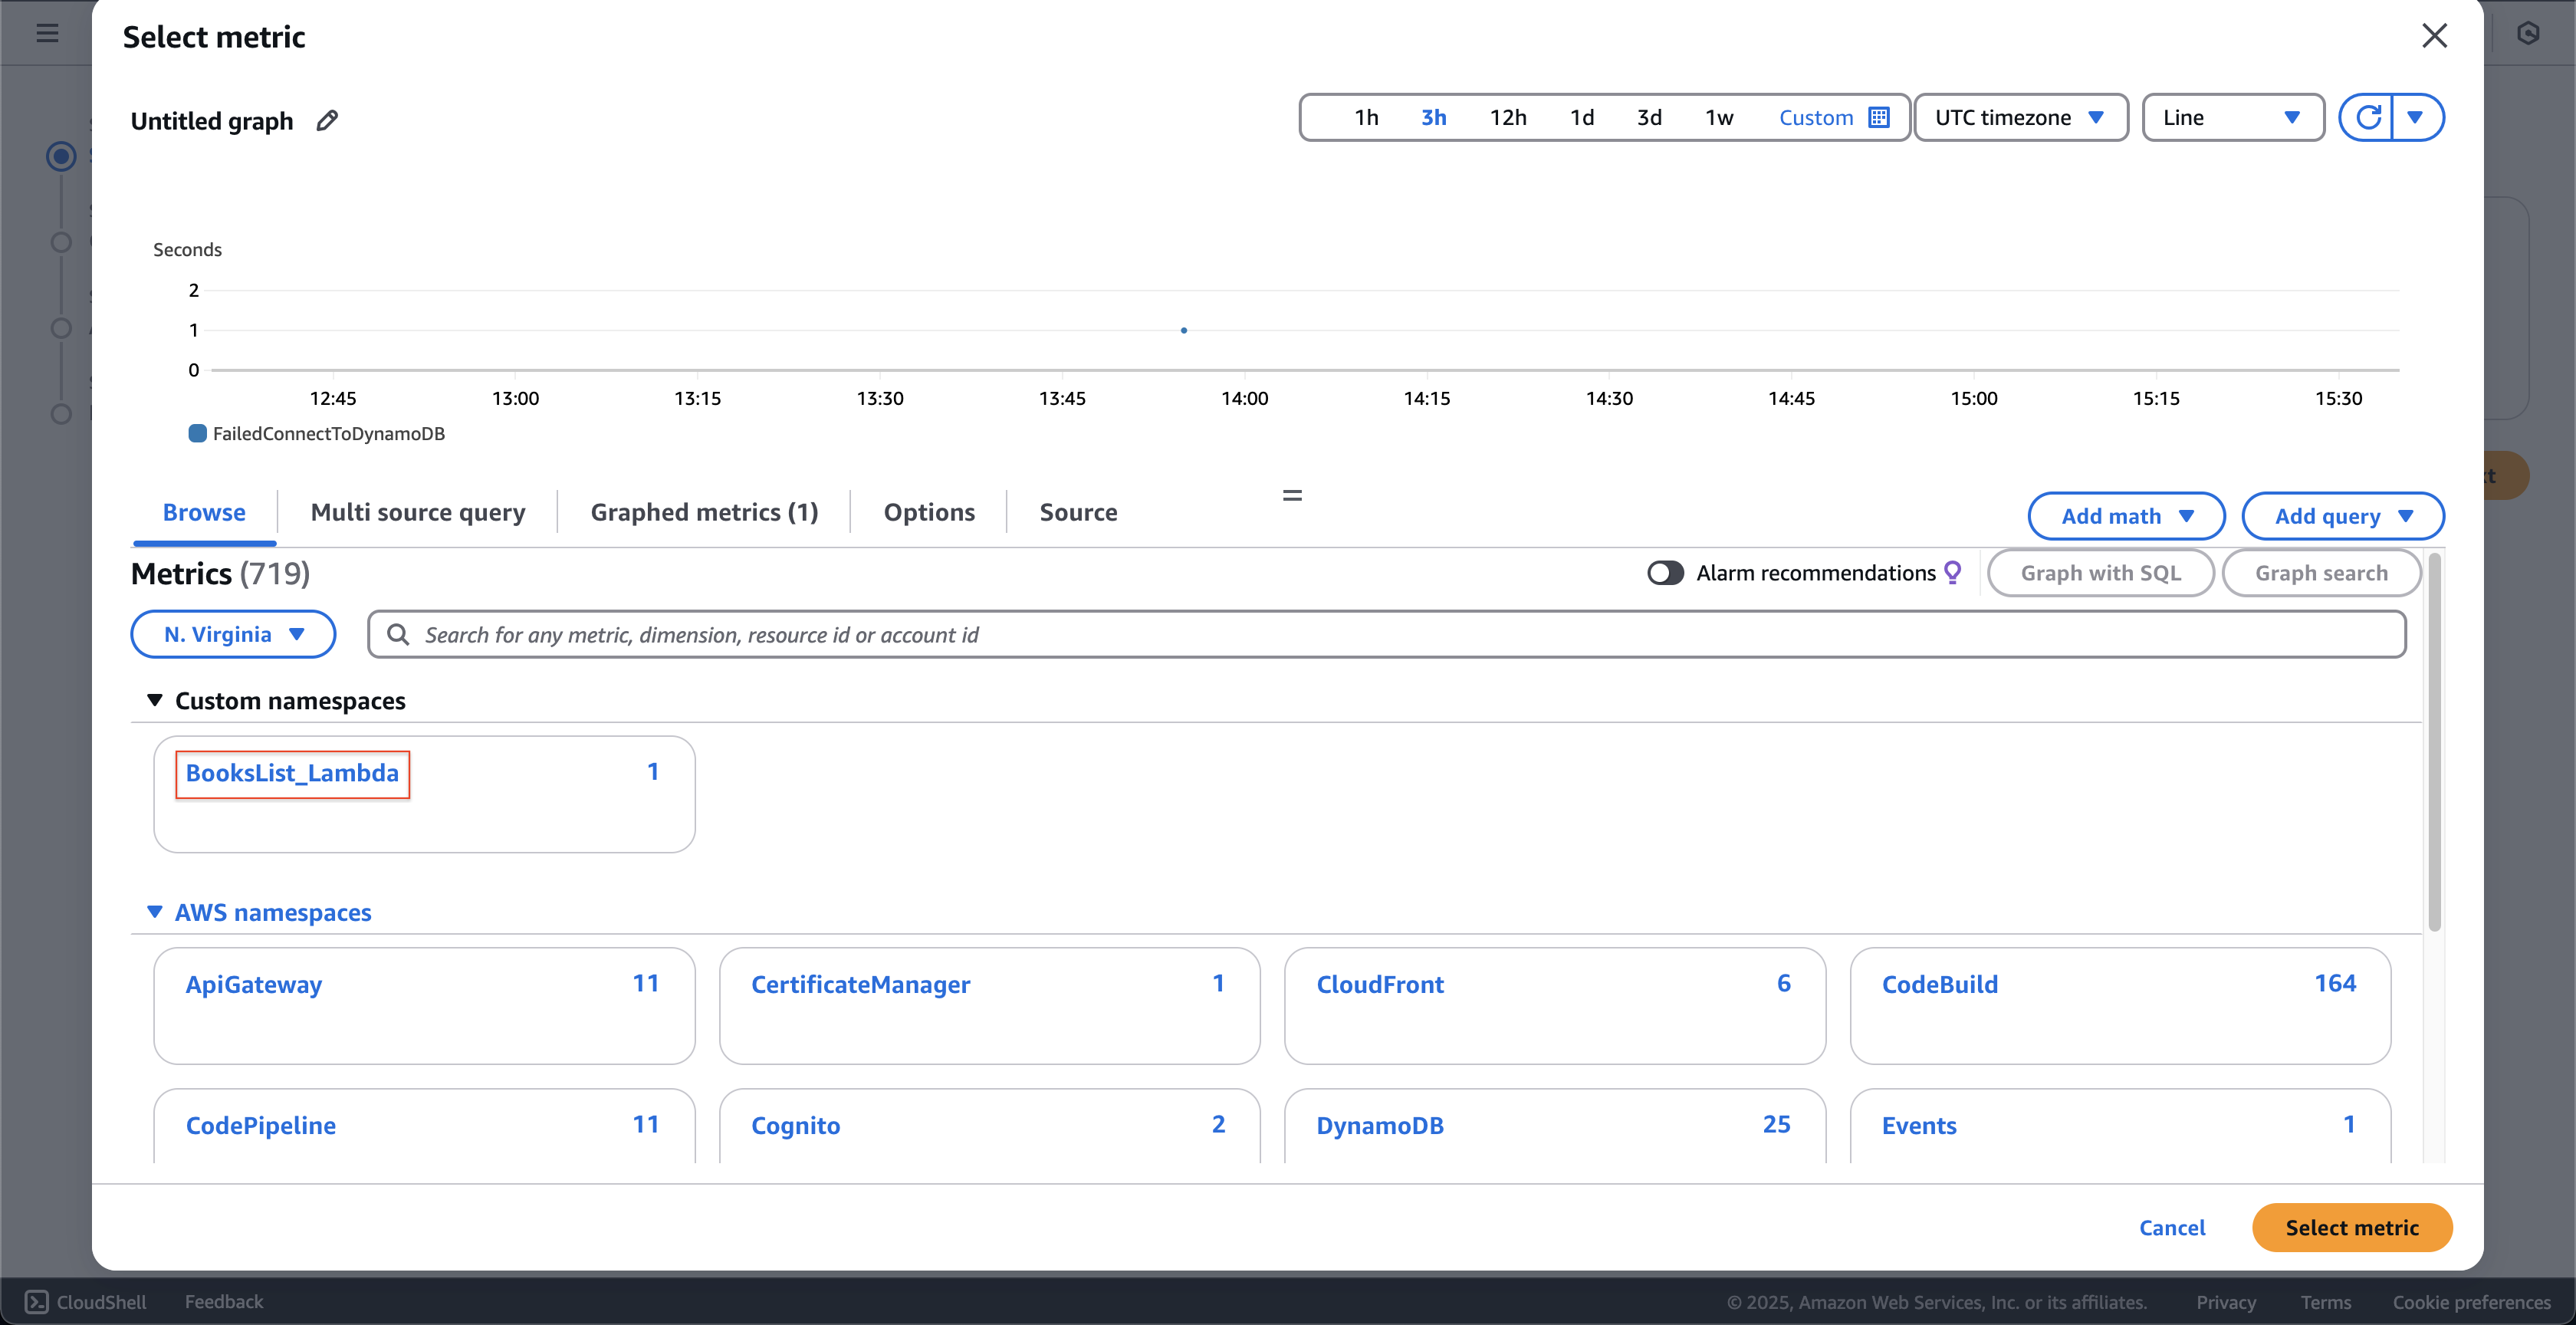 Select metric
Untitled graph
1h 3h 12h 1d 3d 1w Custom UTC timezone Line
Seconds
2
1
0
12:45 13:00 13:15 13:30 13:45 14:00 14:15 14:30 14:45 15:00 15:15 15:30
FailedConnectToDynamoDB
Browse Multi source query Graphed metrics (1) Options Source Add math Add query
Metrics (719) Alarm recommendations Graph with SQL Graph search
N. Virginia Search for any metric, dimension, resource id or account id
Custom namespaces
BooksList_Lambda 1
AWS namespaces
ApiGateway 11 CertificateManager 1 CloudFront 6 CodeBuild 164
CodePipeline 11 Cognito 2 DynamoDB 25 Events 1
Cancel Select metric
CloudShell Feedback © 2025, Amazon Web Services, Inc. or its affiliates. Privacy Terms Cookie preferences